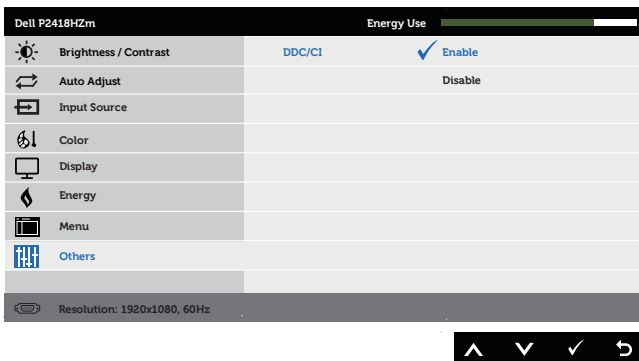 Dell P2418HZm Energy Use
Brightness / Contrast DDC/CI Enable
Auto Adjust Disable
Input Source
Color
Display
Energy
Menu
Others
Resolution: 1920x1080, 60Hz